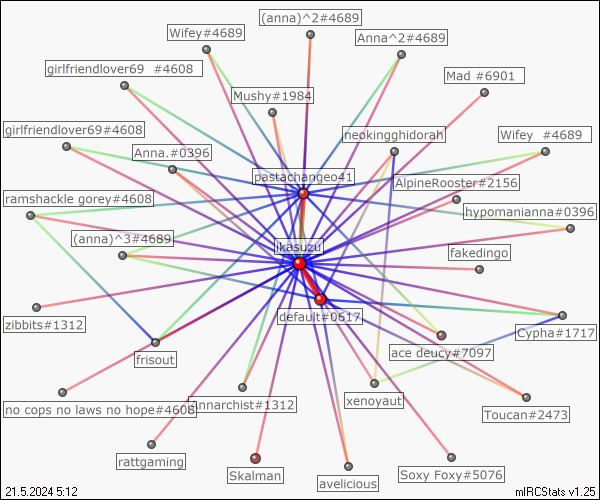 (anna)^2#4689
Wifey#4689
Anna^2#4689
girlfriendlover69 #4608
Mad #6901
Mushy#1984
girlfriendlover69#4608
neokingghidorah
Wifey #4689
Anna.#0396
pastachangeo41
AlpineRooster#2156
ramshackle gorey#4608
hypomanianna#0396
(anna)^3#4689
ikasuzu
fakedingo
default#0617
zibbits#1312
Cypha#1717
frisout
ace deucy#7097
no cops no laws no hope#4608
Annarchist#1312
xenoyaut
Toucan#2473
rattgaming
Skalman
avelicious
Soxy Foxy#5076
21.5.2024 5:12
mIRCStats v1.25